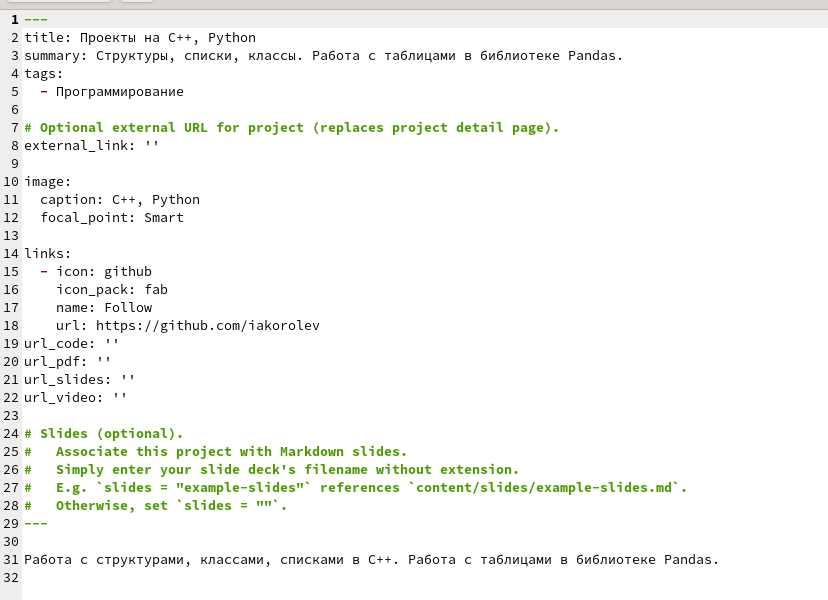 1 ---
2 title: Проекты на C++, Python
3 summary: Структуры, списки, классы. Работа с таблицами в библиотеке Pandas.
4 tags:
5   - Программирование
6
7 # Optional external URL for project (replaces project detail page).
8 external_link: ''
9
10 image:
11   caption: C++, Python
12   focal_point: Smart
13
14 links:
15   - icon: github
16     icon_pack: fab
17     name: Follow
18     url: https://github.com/iakorolev
19 url_code: ''
20 url_pdf: ''
21 url_slides: ''
22 url_video: ''
23
24 # Slides (optional).
25 #   Associate this project with Markdown slides.
26 #   Simply enter your slide deck's filename without extension.
27 #   E.g. `slides = "example-slides"` references `content/slides/example-slides.md`.
28 #   Otherwise, set `slides = ""`.
29 ---
30
31 Работа с структурами, классами, списками в C++. Работа с таблицами в библиотеке Pandas.
32